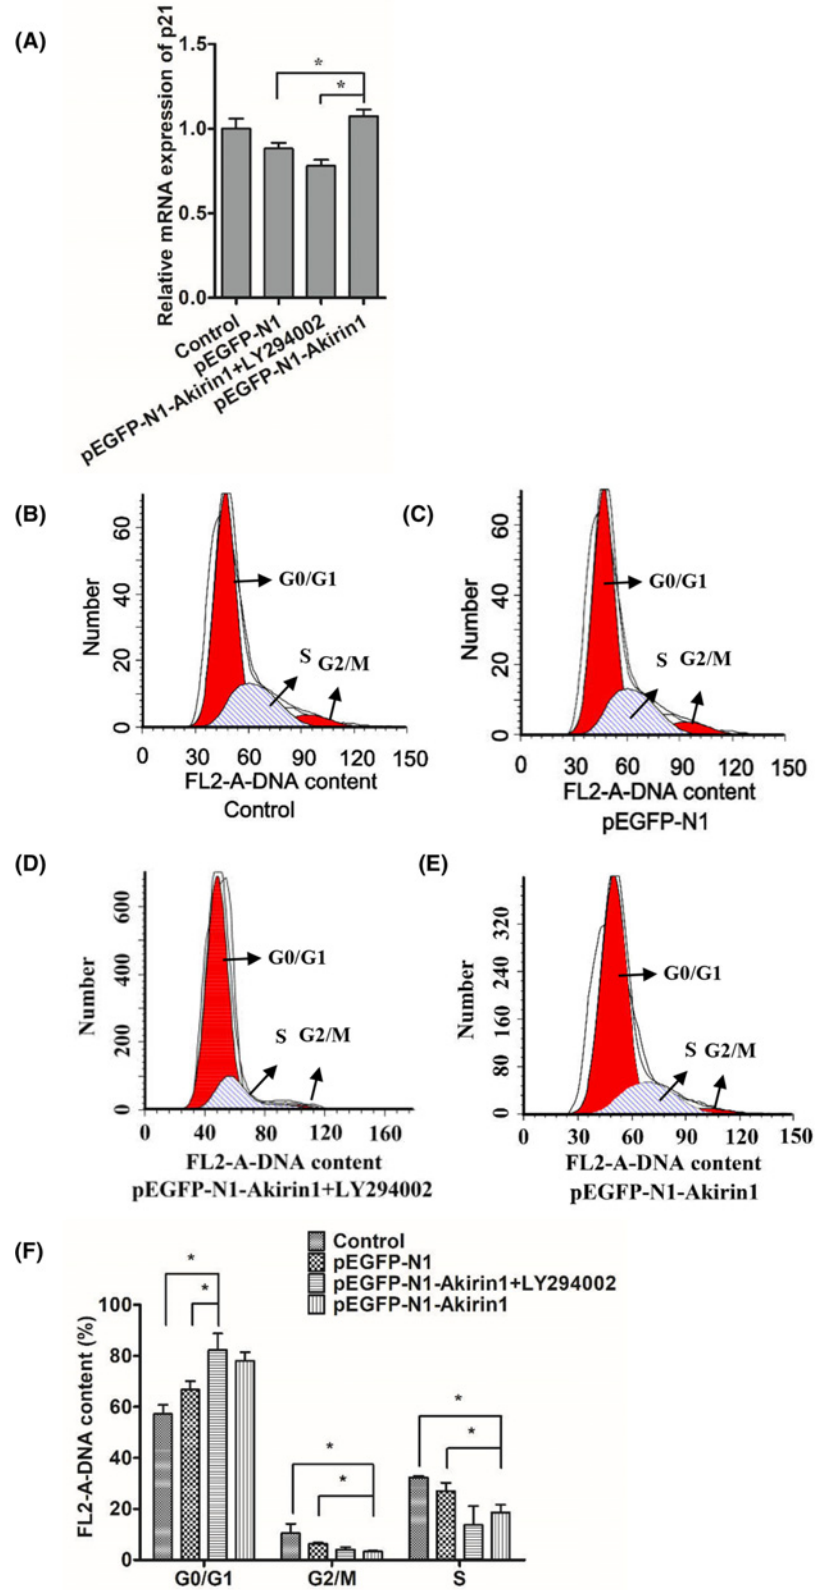 (A)
Relative mRNA expression of p21
1.5
*
*
1.0
0.5
0.0
Control
pEGFP-N1
pEGFP-N1-Akirin1+LY294002
pEGFP-N1-Akirin1
(B)
Number
60
40
20
0
G0/G1
S G2/M
0 30 60 90 120 150
FL2-A-DNA content
Control
(C)
Number
60
40
20
0
G0/G1
S G2/M
0 30 60 90 120 150
FL2-A-DNA content
pEGFP-N1
(D)
Number
600
400
200
0
G0/G1
S G2/M
0 40 80 120 160
FL2-A-DNA content
pEGFP-N1-Akirin1+LY294002
(E)
Number
320
240
160
80
0
G0/G1
S G2/M
0 30 60 90 120 150
FL2-A-DNA content
pEGFP-N1-Akirin1
(F)
Control
pEGFP-N1
pEGFP-N1-Akirin1+LY294002
pEGFP-N1-Akirin1
FL2-A-DNA content (%)
100
80
60
40
20
0
*
*
*
*
*
*
G0/G1 G2/M S